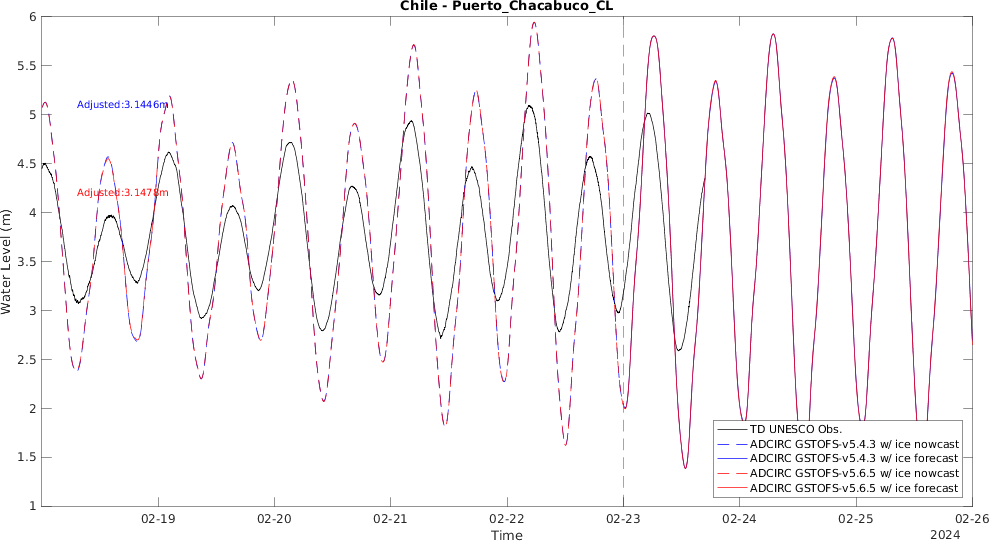 Chile - Puerto_Chacabuco_CL
6
5.5
5
4.5
4
3.5
3
2.5
2
1.5
1
Water Level (m)
Adjusted:3.1446m
Adjusted:3.1478m
TD UNESCO Obs.
ADCIRC GSTOFS-v5.4.3 w/ ice nowcast
ADCIRC GSTOFS-v5.4.3 w/ ice forecast
ADCIRC GSTOFS-v5.6.5 w/ ice nowcast
ADCIRC GSTOFS-v5.6.5 w/ ice forecast
02-19 02-20 02-21 02-22 02-23 02-24 02-25 02-26
Time
2024